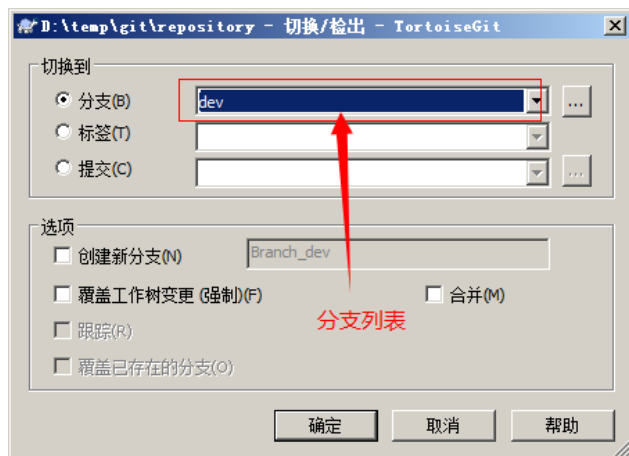 D:\temp\git\repository - 切换/检出 - TortoiseGit
切换到
分支(B)
dev
...
标签(T)
提交(C)
...
选项
创建新分支(N)
Branch_dev
覆盖工作树变更 (强制)(F)
合并(M)
分支列表
跟踪(R)
覆盖已存在的分支(O)
确定
取消
帮助